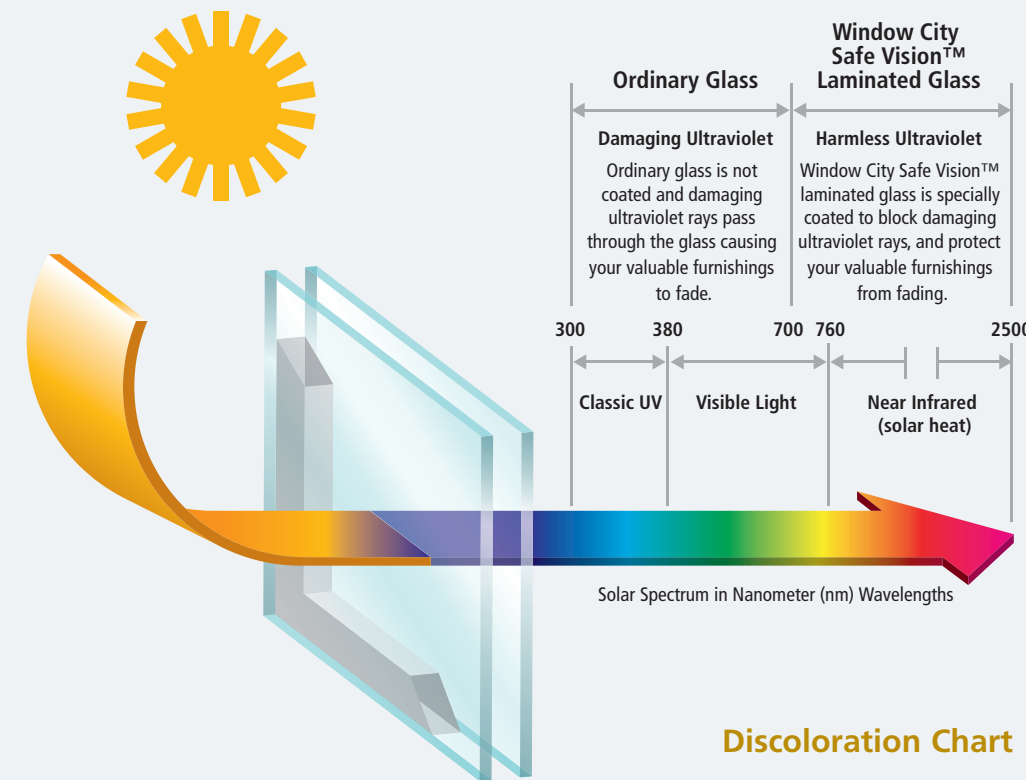 Ordinary Glass
Damaging Ultraviolet
Ordinary glass is not
coated and damaging
ultraviolet rays pass
through the glass causing
your valuable furnishings
to fade.
Window City
Safe Vision™
Laminated Glass
Harmless Ultraviolet
Window City Safe Vision™
laminated glass is specially
coated to block damaging
ultraviolet rays, and protect
your valuable furnishings
from fading.
300 380 700 760 2500
Classic UV
Visible Light
Near Infrared
(solar heat)
Solar Spectrum in Nanometer (nm) Wavelengths
Discoloration Chart